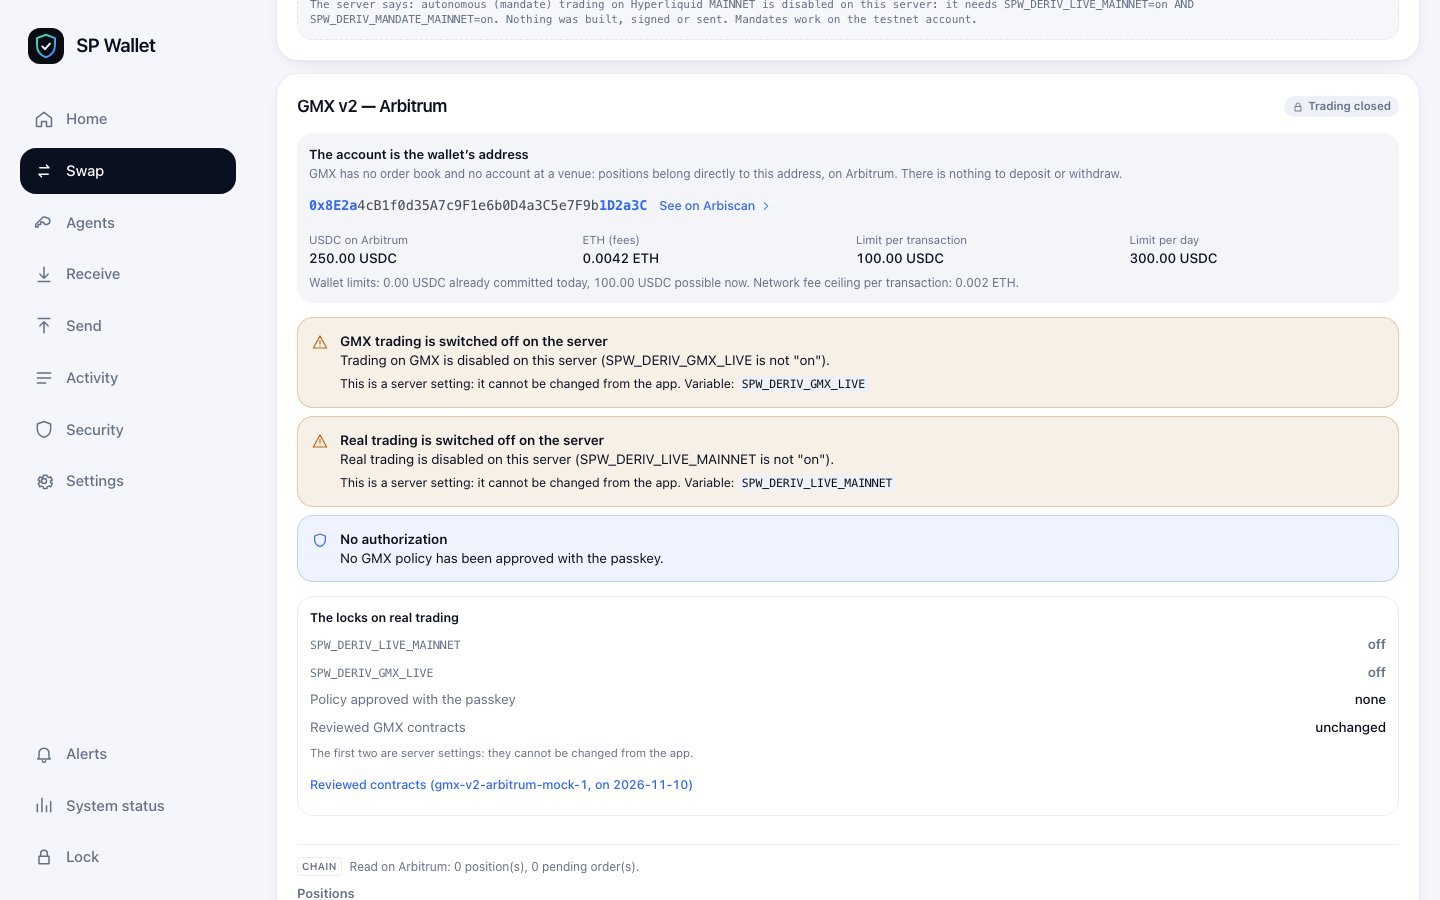 SP Wallet
Home
Swap
Agents
Receive
Send
Activity
Security
Settings
Alerts
System status
Lock
The server says: autonomous (mandate) trading on Hyperliquid MAINNET is disabled on this server: it needs SPW_DERIV_LIVE_MAINNET=on AND
SPW_DERIV_MANDATE_MAINNET=on. Nothing was built, signed or sent. Mandates work on the testnet account.
GMX v2 — Arbitrum
Trading closed
The account is the wallet’s address
GMX has no order book and no account at a venue: positions belong directly to this address, on Arbitrum. There is nothing to deposit or withdraw.
0x8E2a4cB1f0d35A7c9F1e6b0D4a3C5e7F9b1D2a3C See on Arbiscan
USDC on Arbitrum ETH (fees) Limit per transaction Limit per day
250.00 USDC 0.0042 ETH 100.00 USDC 300.00 USDC
Wallet limits: 0.00 USDC already committed today, 100.00 USDC possible now. Network fee ceiling per transaction: 0.002 ETH.
GMX trading is switched off on the server
Trading on GMX is disabled on this server (SPW_DERIV_GMX_LIVE is not "on").
This is a server setting: it cannot be changed from the app. Variable: SPW_DERIV_GMX_LIVE
Real trading is switched off on the server
Real trading is disabled on this server (SPW_DERIV_LIVE_MAINNET is not "on").
This is a server setting: it cannot be changed from the app. Variable: SPW_DERIV_LIVE_MAINNET
No authorization
No GMX policy has been approved with the passkey.
The locks on real trading
SPW_DERIV_LIVE_MAINNET off
SPW_DERIV_GMX_LIVE off
Policy approved with the passkey none
Reviewed GMX contracts unchanged
The first two are server settings: they cannot be changed from the app.
Reviewed contracts (gmx-v2-arbitrum-mock-1, on 2026-11-10)
CHAIN Read on Arbitrum: 0 position(s), 0 pending order(s).
Positions